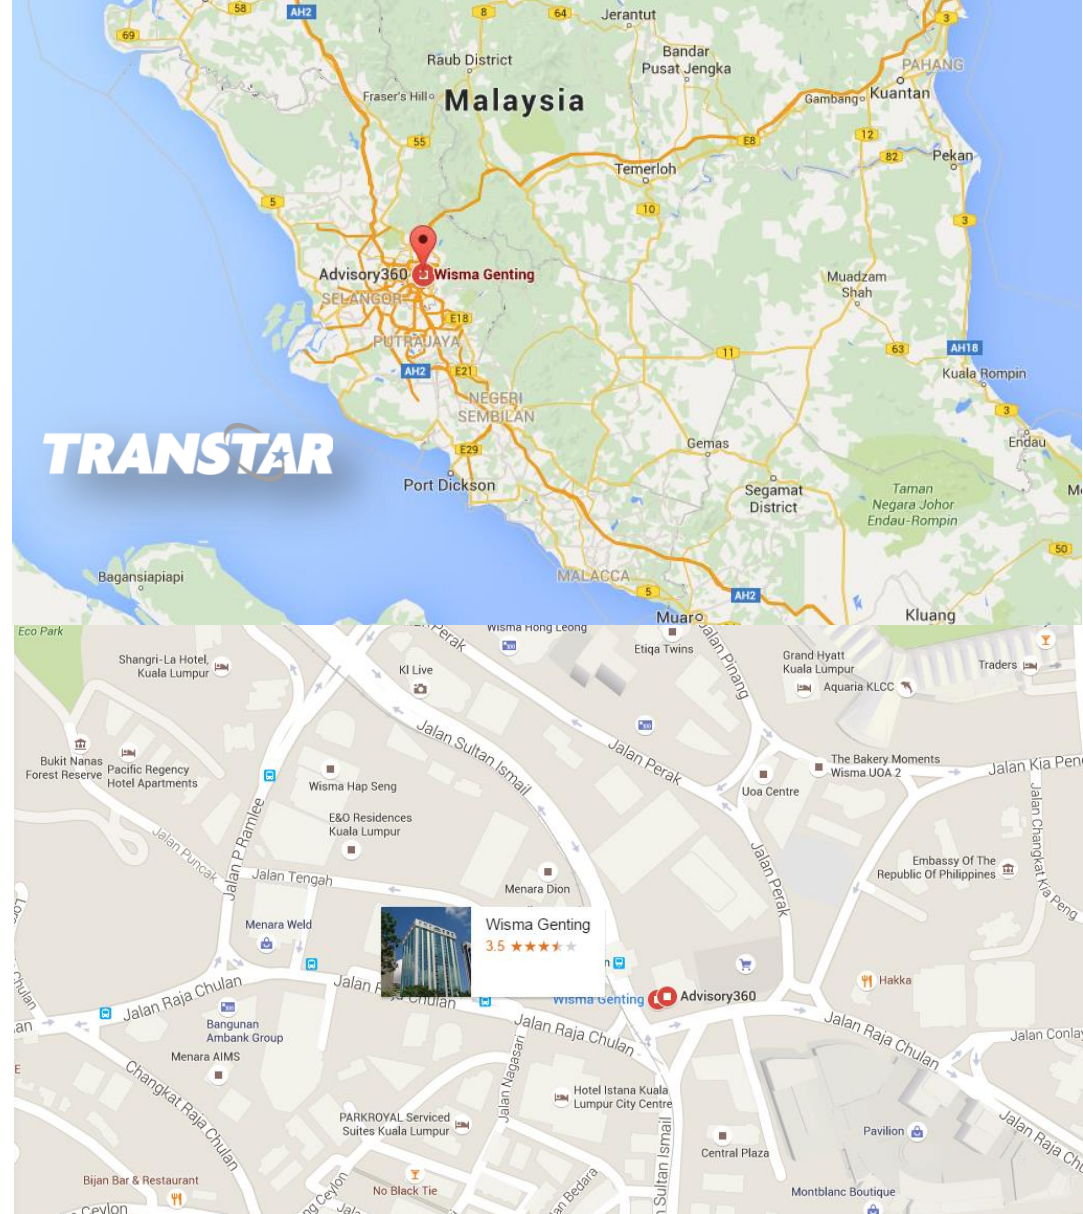 58
AH2
8
64
Jerantut
3
69
Raub District
Bandar
Pusat Jengka
PAHANG
Fraser's Hill
Malaysia
Gambang
Kuantan
55
E8
12
82
Pekan
Temerloh
5
10
3
Advisory360
Wisma Genting
Muadzam
Shah
SELANGOR
E18
PUTRAJAYA
11
63
AH18
AH2
E21
Kuala Rompin
NEGERI
SEMBILAN
3
TRANSTAR
E29
Gemas
Endau
Port Dickson
Segamat
District
Taman
Negara Johor
Endau-Rompin
50
Bagansiapiapi
MALACCA
5
AH2
Muar
Kluang
Eco Park
Shangri-La Hotel,
Kuala Lumpur
KI Live
Perak
Wisma Hong Leong
Etiqa Twins
Jalan Pinang
Grand Hyatt
Kuala Lumpur
Aquaria KLCC
Traders
Bukit Nanas
Forest Reserve
Pacific Regency
Hotel Apartments
Wisma Hap Seng
Jalan Sultan Ismail
Jalan Perak
Uoa Centre
The Bakery Moments
Wisma UOA 2
Jalan Kia Pen
E&O Residences
Kuala Lumpur
Jalan P Ramlee
Jalan Puncak
Jalan Tengah
Menara Dion
Jalan Perak
Embassy Of The
Republic Of Philippines
Jalan Changkat Kia Peng
Menara Weld
Wisma Genting
3.5
Jalan Raja Chulan
Jalan
Chulan
Wisma Genting
Advisory360
Hakka
Bangunan
Ambank Group
Jalan Raja Chulan
Jalan Raja Chulan
Jalan Conlay
Menara AIMS
Changkat Raja Chulan
Jalan Nagasari
Hotel Istana Kuala
Lumpur City Centre
PARKROYAL Serviced
Suites Kuala Lumpur
Sultan Ismail
Central Plaza
Pavilion
Jalan Raja Chu
Bijan Bar & Restaurant
No Black Tie
Bedara
Montblanc Boutique
Ceylon
Ceylon